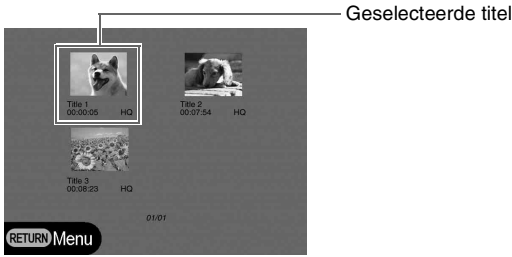 Geselecteerde titel
Title 1
00:00:05 HQ
Title 2
00:07:54 HQ
Title 3
00:08:23 HQ
01/01
RETURN Menu